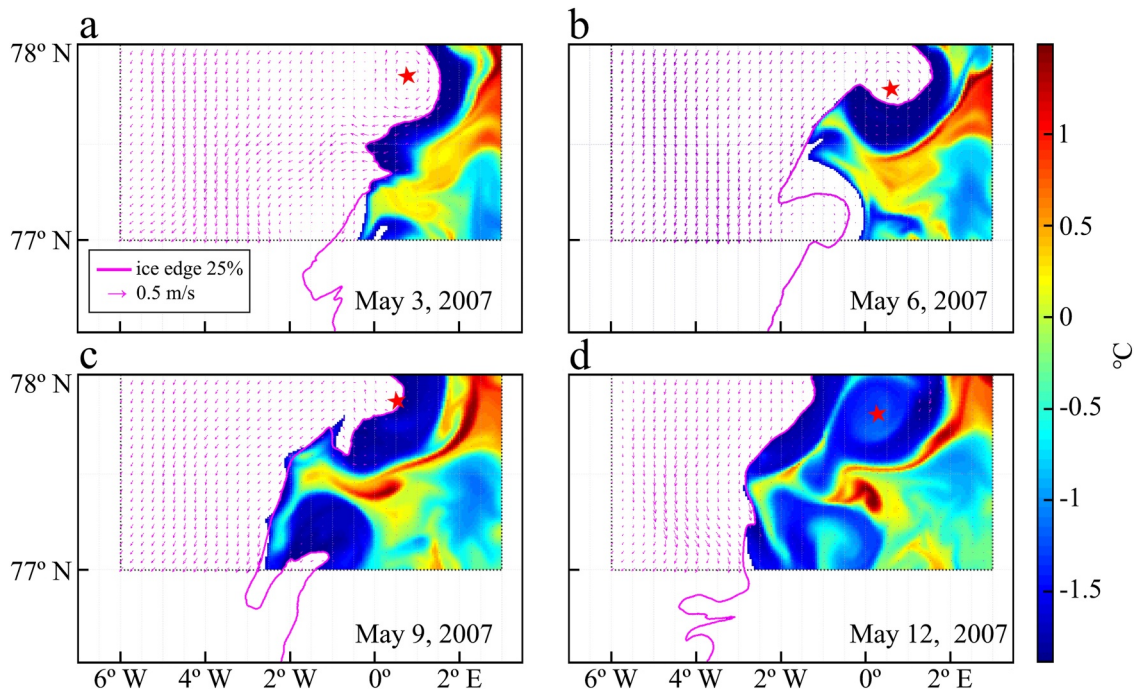 a
b
78º N
77º N
ice edge 25%
0.5 m/s
May 3, 2007
May 6, 2007
c
d
78º N
77º N
May 9, 2007
May 12, 2007
6º W
4º W
2º W
0º
2º E
6º W
4º W
2º W
0º
2º E
1
0.5
0
-0.5
-1
-1.5
ºC